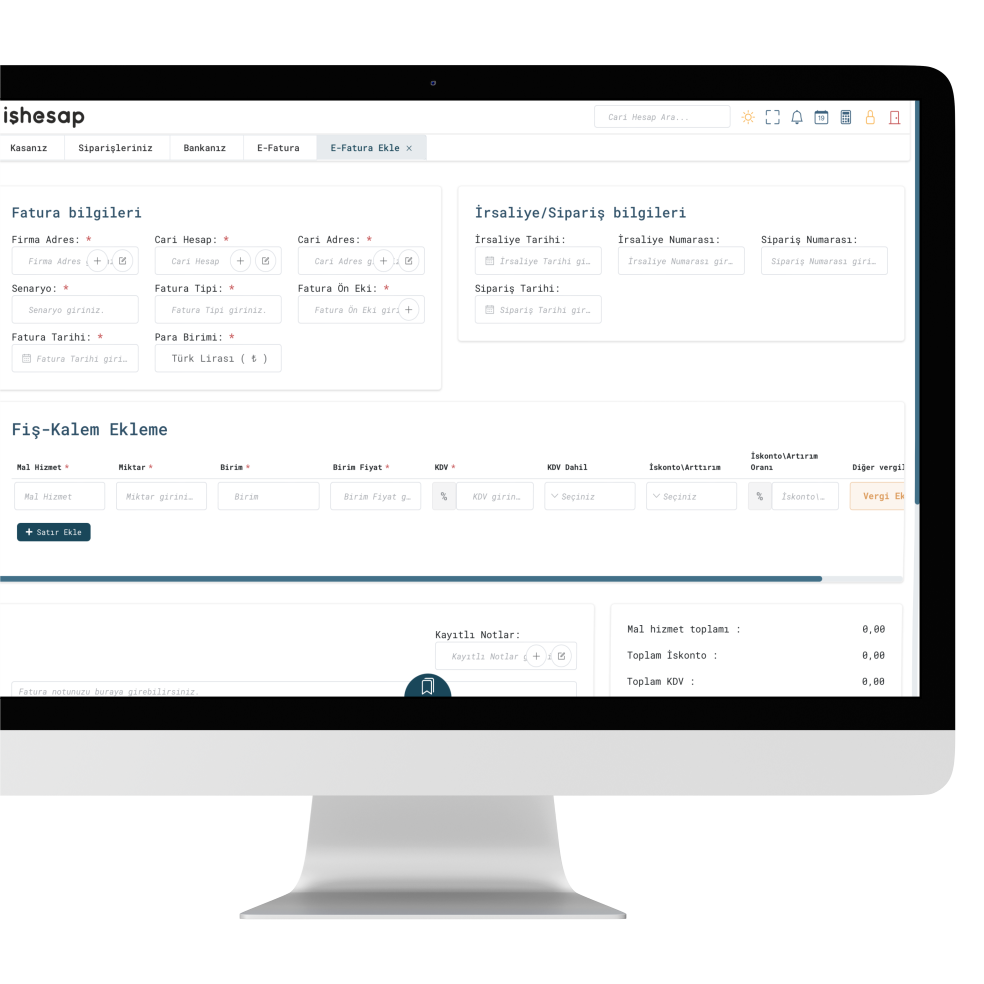 işhesap
Cari Hesap Ara...
19
Kasanız Siparişleriniz Bankanız E-Fatura E-Fatura Ekle ×
Fatura bilgileri
Firma Adres: * Cari Hesap: * Cari Adres: *
Firma Adres Cari Hesap Cari Adres
Senaryo: * Fatura Tipi: * Fatura Ön Eki: *
Senaryo giriniz. Fatura Tipi giriniz. Fatura Ön Eki giri
Fatura Tarihi: * Para Birimi: *
Fatura Tarihi giri… Türk Lirası ( ₺ )
İrsaliye/Sipariş bilgileri
İrsaliye Tarihi: İrsaliye Numarası: Sipariş Numarası:
İrsaliye Tarihi gi… İrsaliye Numarası gir… Sipariş Numarası giri…
Sipariş Tarihi:
Sipariş Tarihi gir…
Fiş-Kalem Ekleme
Mal Hizmet * Miktar * Birim * Birim Fiyat * KDV * KDV Dahil İskonto\Arttırım İskonto\Artırım Oranı Diğer vergil
Mal Hizmet Miktar girini… Birim Birim Fiyat g… % KDV girin… Seçiniz Seçiniz % İskonto\… Vergi Ek
+ Satır Ekle
Kayıtlı Notlar:
Kayıtlı Notlar g
Fatura notunuzu buraya girebilirsiniz.
Mal hizmet toplamı : 0,00
Toplam İskonto : 0,00
Toplam KDV : 0,00